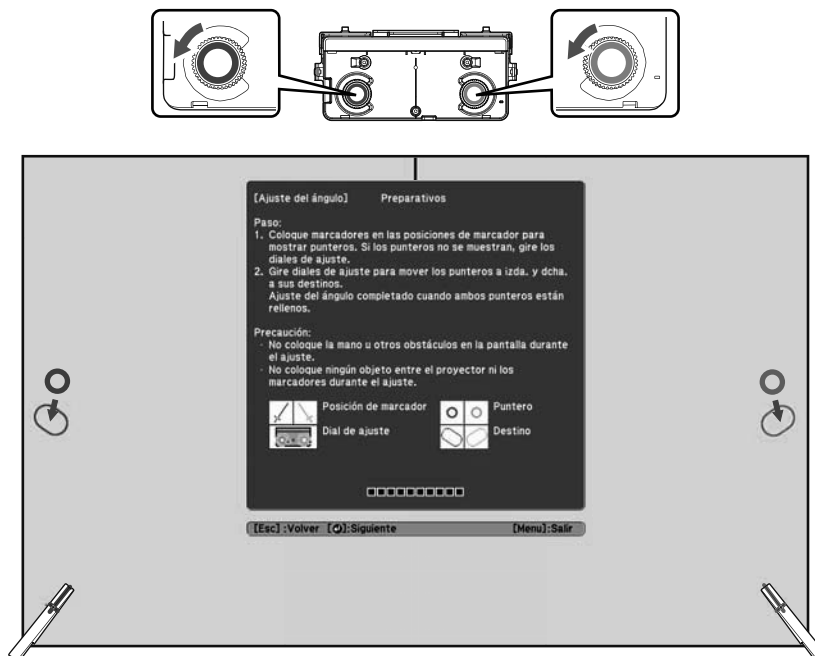 [Ajuste del ángulo] Preparativos
Paso:
1. Coloque marcadores en las posiciones de marcador para
mostrar punteros. Si los punteros no se muestran, gire los
diales de ajuste.
2. Gire diales de ajuste para mover los punteros a izda. y dcha.
a sus destinos.
Ajuste del ángulo completado cuando ambos punteros están
rellenos.
Precaución:
· No coloque la mano u otros obstáculos en la pantalla durante
el ajuste.
· No coloque ningún objeto entre el proyector ni los
marcadores durante el ajuste.
Posición de marcador Puntero
Dial de ajuste Destino
[Esc] :Volver [⏎]:Siguiente [Menu]:Salir